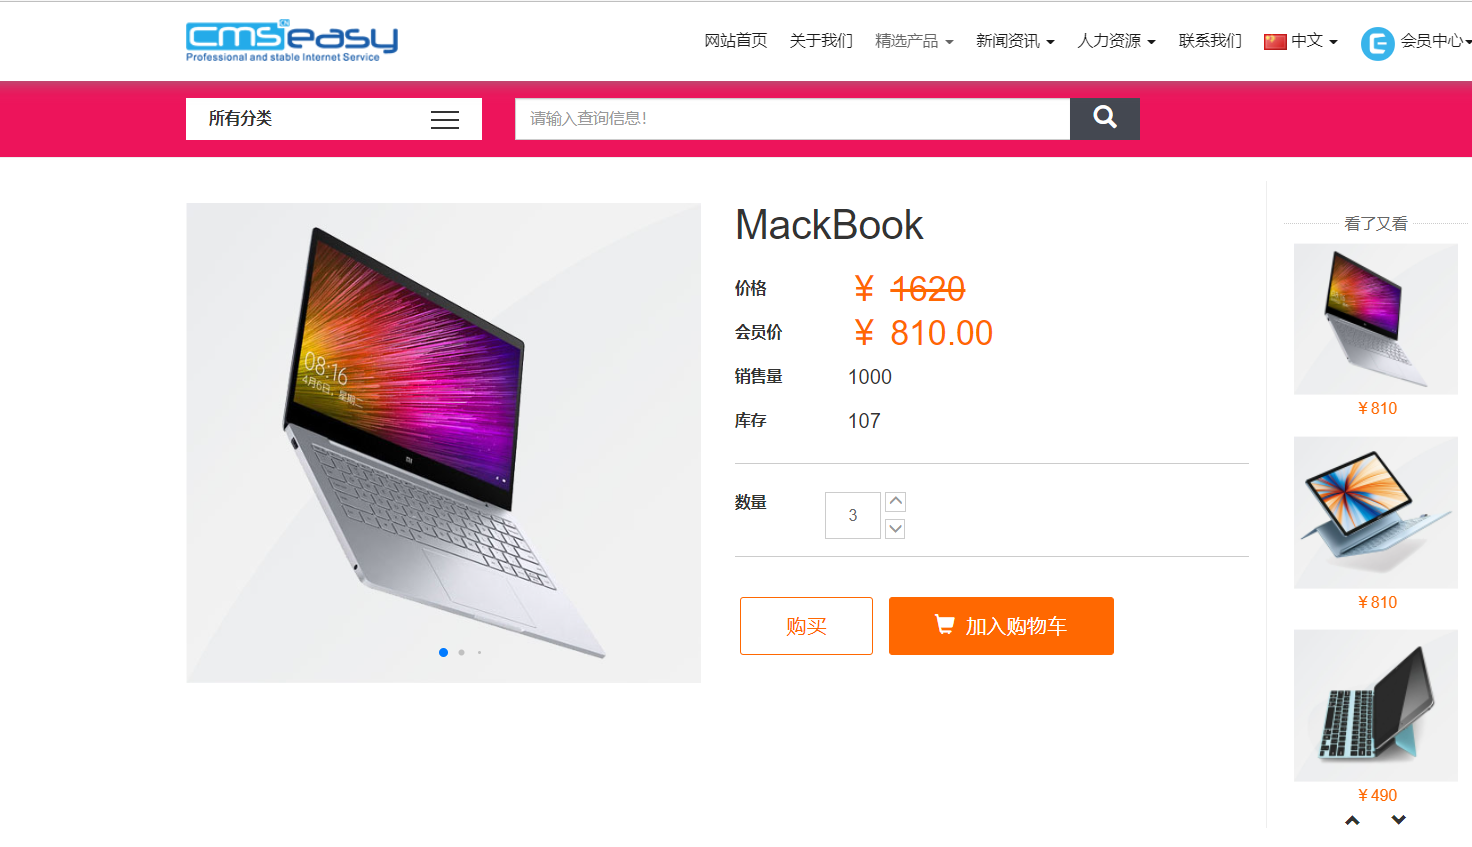 cmseasy CN
Professional and stable Internet Service
网站首页 关于我们 精选产品 新闻资讯 人力资源 联系我们 中文 会员中心
所有分类
请输入查询信息!
MackBook
价格 ¥ 1620
会员价 ¥ 810.00
销售量 1000
库存 107
数量 3
购买 加入购物车
08:16
4月6日，星期二
mi
看了又看
¥810
¥810
¥490